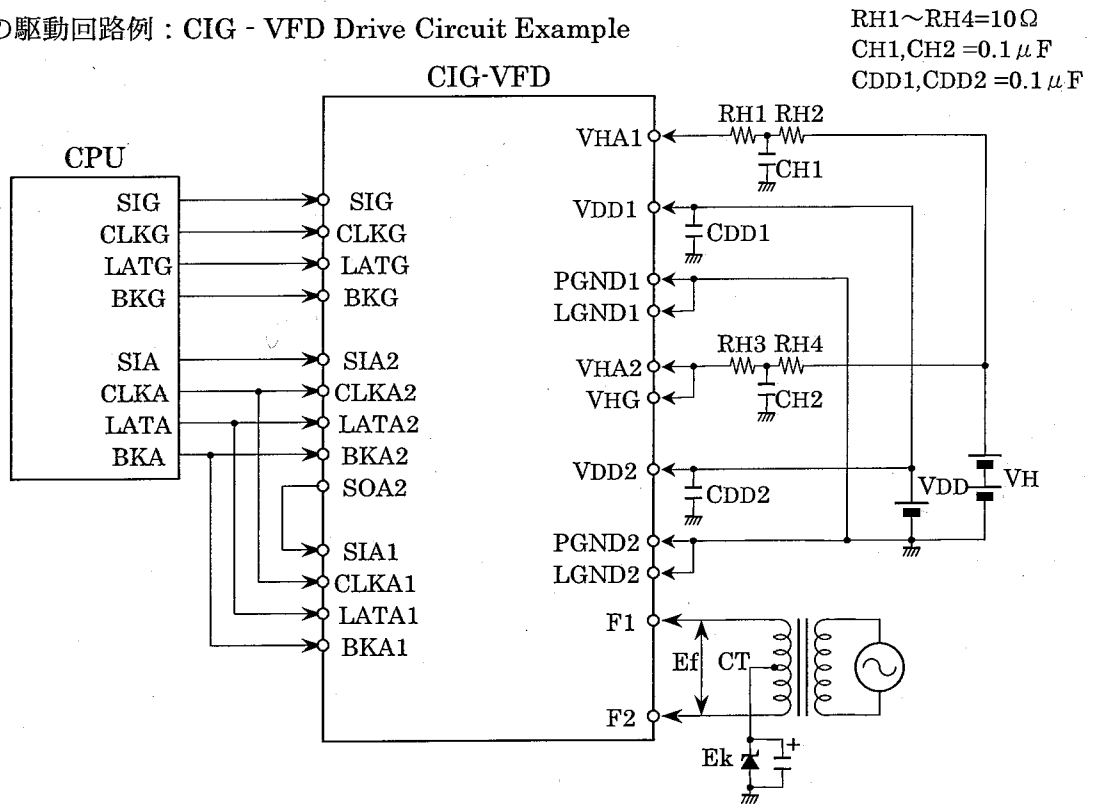 の駆動回路例：CIG - VFD Drive Circuit Example
RH1～RH4=10Ω
CH1,CH2 =0.1μF
CDD1,CDD2 =0.1μF
CIG-VFD
CPU
SIG
CLKG
LATG
BKG
SIA
CLKA
LATA
BKA
SIG
CLKG
LATG
BKG
SIA2
CLKA2
LATA2
BKA2
SOA2
SIA1
CLKA1
LATA1
BKA1
VHA1
VDD1
PGND1
LGND1
VHA2
VHG
VDD2
PGND2
LGND2
F1
F2
RH1 RH2
CH1
CDD1
RH3 RH4
CH2
CDD2
VDD
VH
Ef
CT
Ek
+